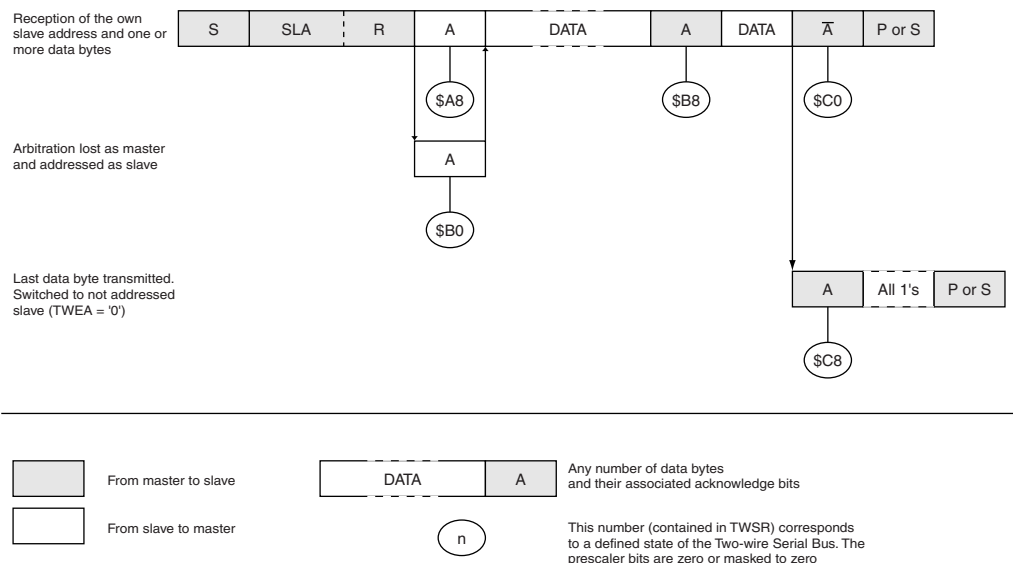 Reception of the own
slave address and one or
more data bytes
S SLA R A DATA A DATA A̅ P or S
$A8 $B8 $C0
Arbitration lost as master
and addressed as slave
A
$B0
Last data byte transmitted.
Switched to not addressed
slave (TWEA = '0')
A All 1's P or S
$C8
From master to slave
DATA A
Any number of data bytes
and their associated acknowledge bits
From slave to master
n
This number (contained in TWSR) corresponds
to a defined state of the Two-wire Serial Bus. The
prescaler bits are zero or masked to zero